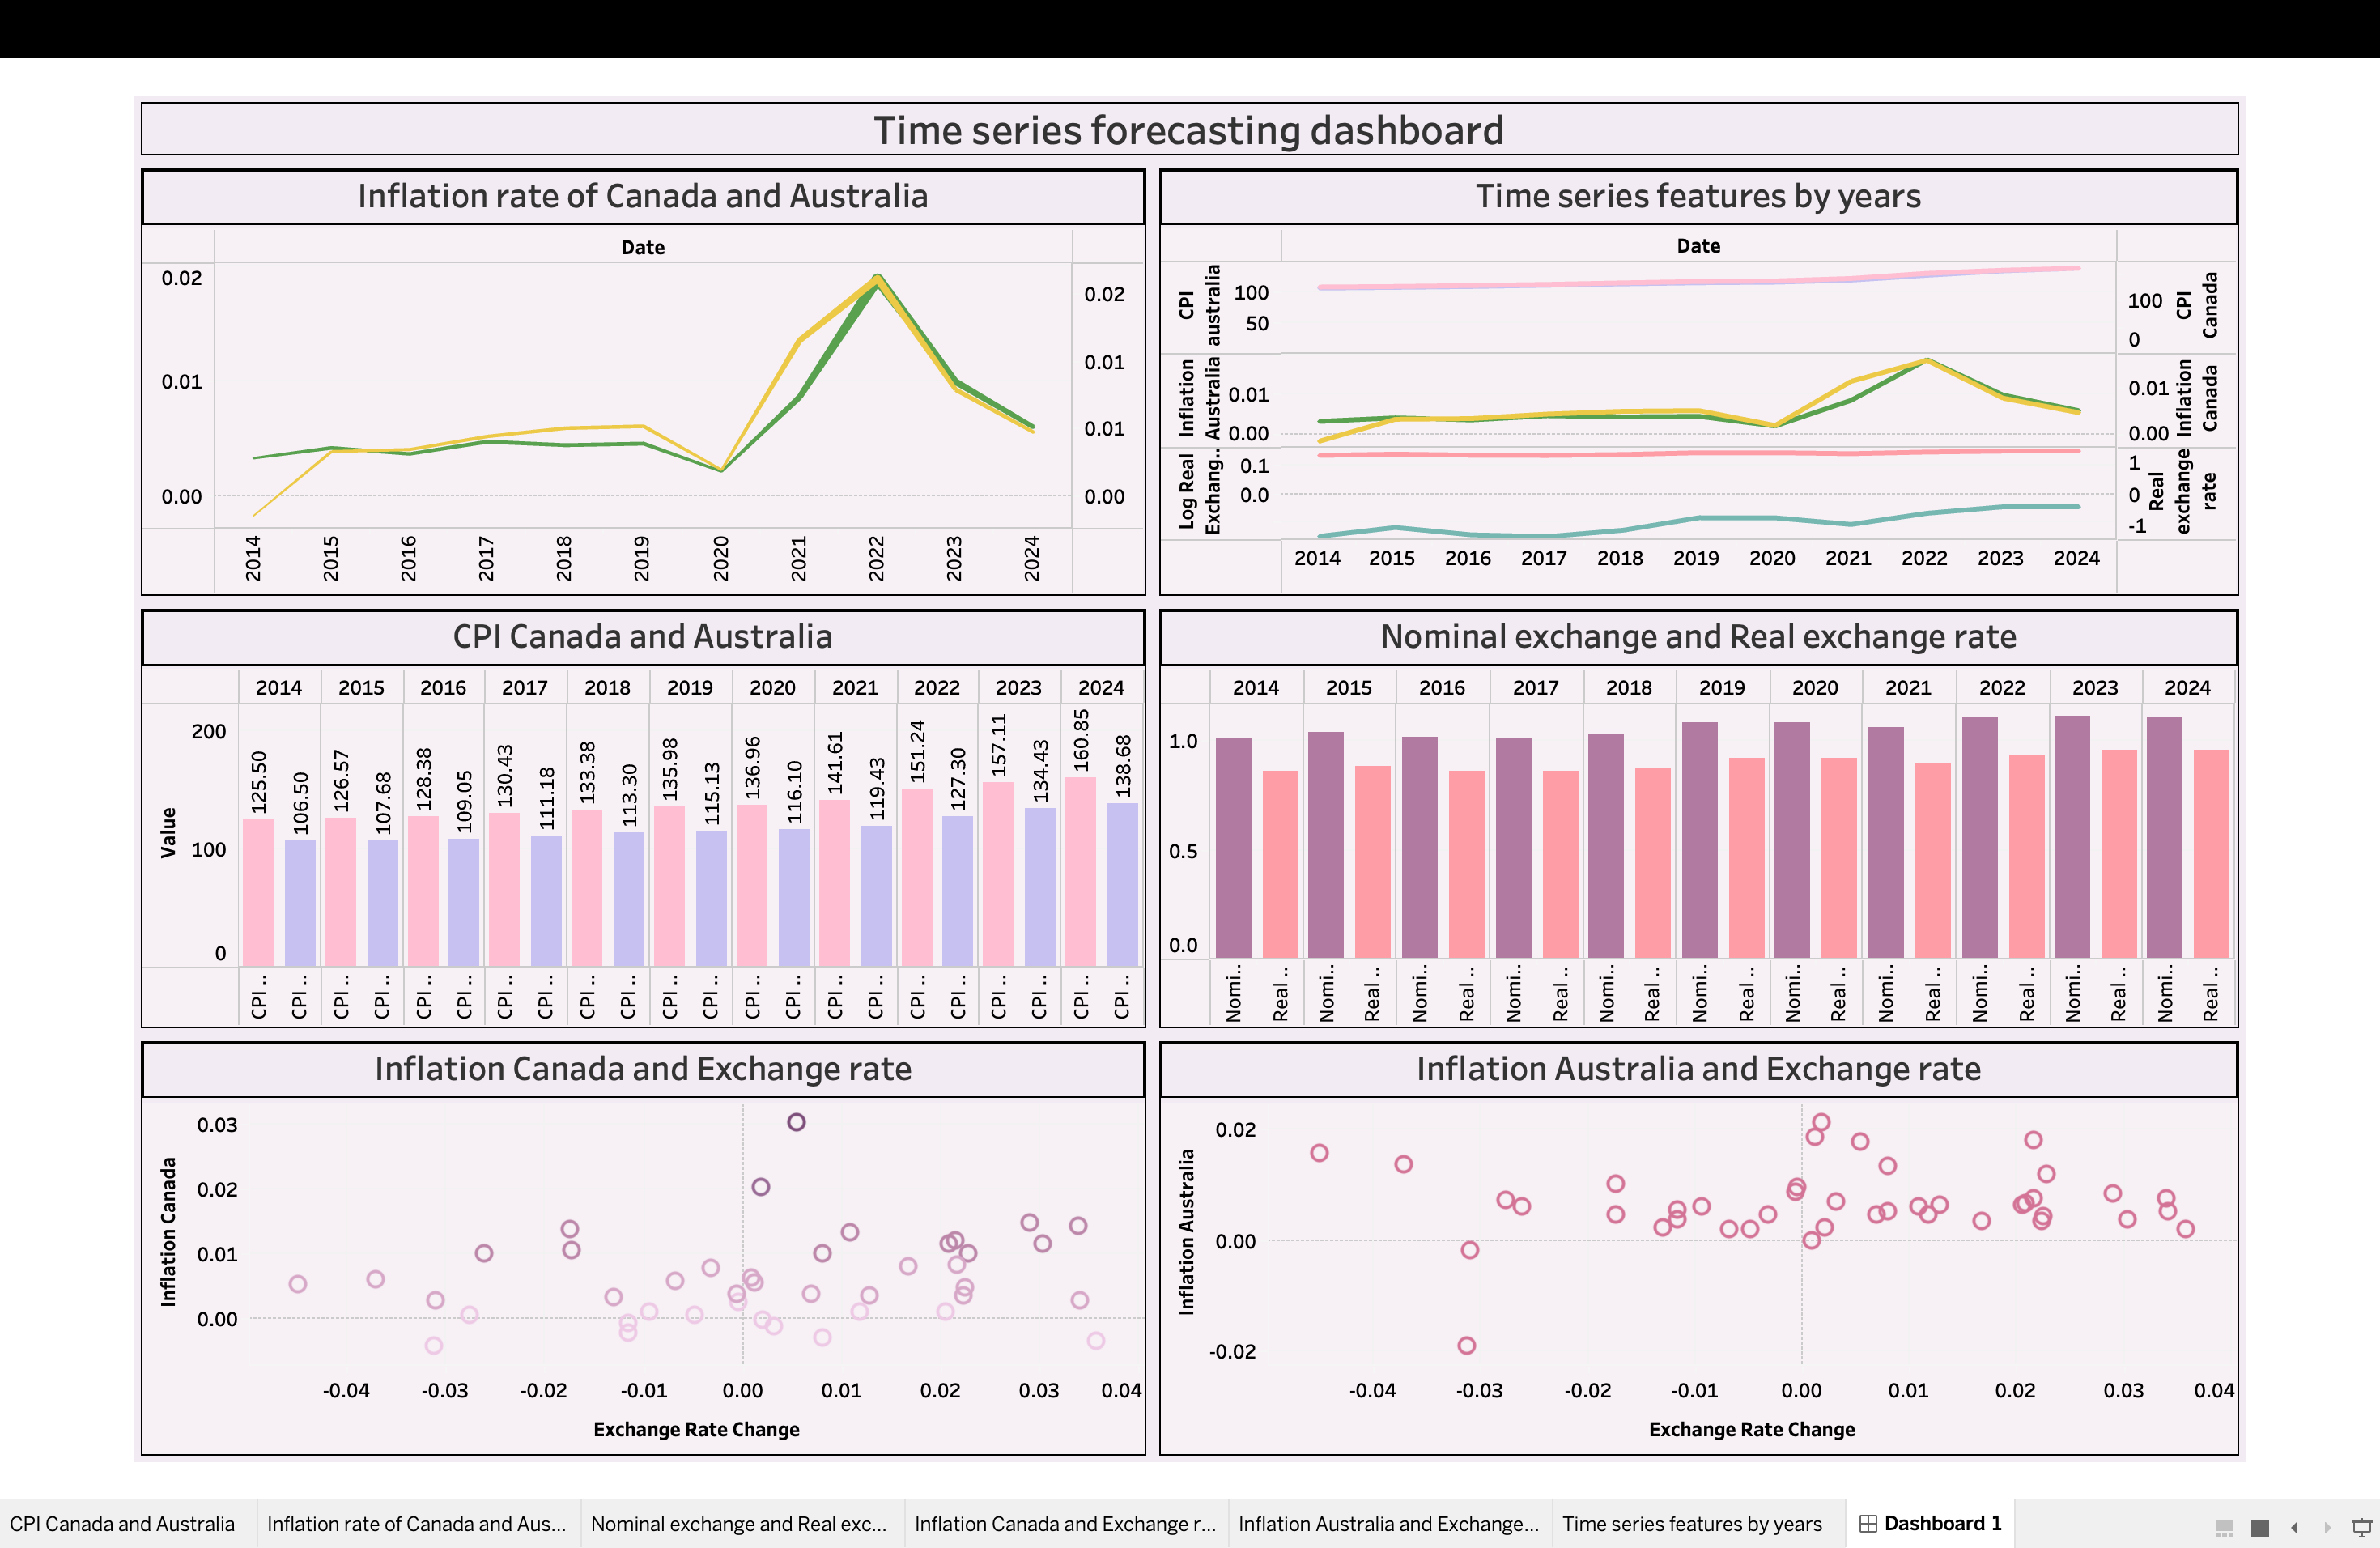 Time series forecasting dashboard
Inflation rate of Canada and Australia
Date
0.02
0.01
0.00
0.02
0.01
0.01
0.00
2014 2015 2016 2017 2018 2019 2020 2021 2022 2023 2024
Time series features by years
Date
CPI
australia
100
50
100
0
CPI
Canada
Inflation
Australia
0.01
0.00
0.01
0.00
Inflation
Canada
Log Real
Exchang..
0.1
0.0
1
0
-1
Real
exchange
rate
2014 2015 2016 2017 2018 2019 2020 2021 2022 2023 2024
CPI Canada and Australia
2014 2015 2016 2017 2018 2019 2020 2021 2022 2023 2024
Value
200
100
0
125.50 106.50 126.57 107.68 128.38 109.05 130.43 111.18 133.38 113.30 135.98 115.13 136.96 116.10 141.61 119.43 151.24 127.30 157.11 134.43 160.85 138.68
CPI .. CPI .. CPI .. CPI .. CPI .. CPI .. CPI .. CPI .. CPI .. CPI .. CPI .. CPI .. CPI .. CPI .. CPI .. CPI .. CPI .. CPI .. CPI .. CPI .. CPI .. CPI ..
Nominal exchange and Real exchange rate
2014 2015 2016 2017 2018 2019 2020 2021 2022 2023 2024
1.0
0.5
0.0
Nomi.. Real .. Nomi.. Real .. Nomi.. Real .. Nomi.. Real .. Nomi.. Real .. Nomi.. Real .. Nomi.. Real .. Nomi.. Real .. Nomi.. Real .. Nomi.. Real .. Nomi.. Real ..
Inflation Canada and Exchange rate
Inflation Canada
0.03
0.02
0.01
0.00
-0.04 -0.03 -0.02 -0.01 0.00 0.01 0.02 0.03 0.04
Exchange Rate Change
Inflation Australia and Exchange rate
Inflation Australia
0.02
0.00
-0.02
-0.04 -0.03 -0.02 -0.01 0.00 0.01 0.02 0.03 0.04
Exchange Rate Change
CPI Canada and Australia
Inflation rate of Canada and Aus...
Nominal exchange and Real exc...
Inflation Canada and Exchange r...
Inflation Australia and Exchange...
Time series features by years
Dashboard 1